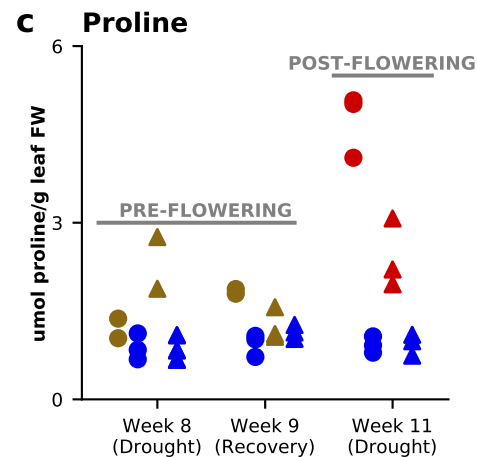 c Proline
umol proline/g leaf FW
6
3
0
POST-FLOWERING
PRE-FLOWERING
Week 8
(Drought)
Week 9
(Recovery)
Week 11
(Drought)